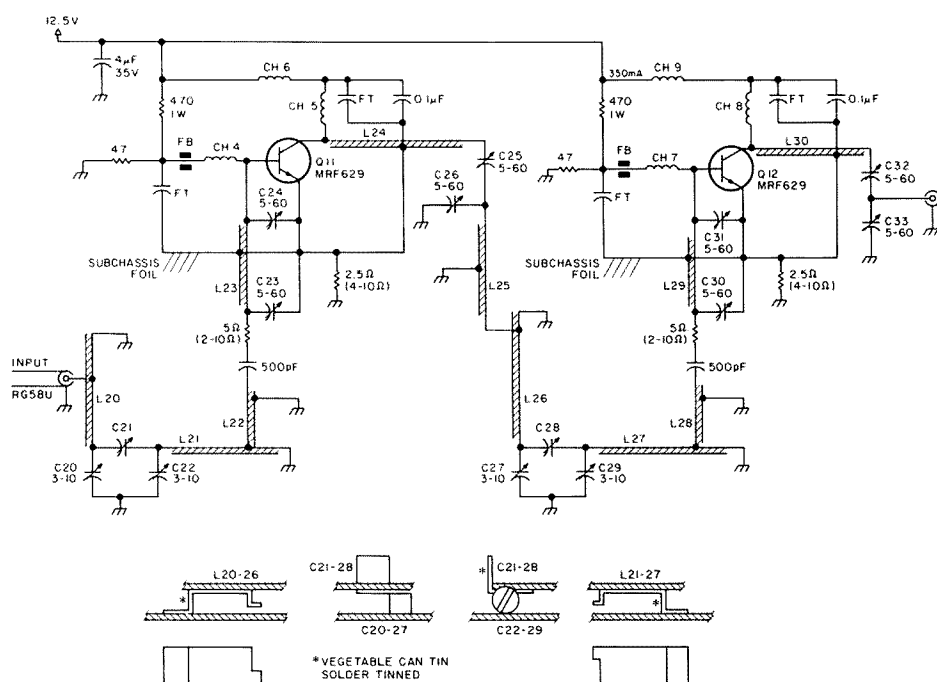 12.5V
4µF
35V
CH 6
470
1W
CH 5
FT
0.1µF
L24
47
FB
CH 4
Q11
MRF629
FT
C24
5-60
C25
5-60
C26
5-60
SUBCHASSIS
FOIL
L23
C23
5-60
2.5Ω
(4-10Ω)
L25
5Ω
(2-10Ω)
500pF
INPUT
RG58U
L20
L22
C21
L21
C20
3-10
C22
3-10
350mA
CH 9
470
1W
CH 8
FT
0.1µF
L30
47
FB
CH 7
Q12
MRF629
FT
C32
5-60
C33
5-60
C31
5-60
SUBCHASSIS
FOIL
L29
C30
5-60
2.5Ω
(4-10Ω)
5Ω
(2-10Ω)
500pF
L26
L28
C28
L27
C27
3-10
C29
3-10
L20-26
C21-28
C21-28
L21-27
*
*
*
C20-27
C22-29
*VEGETABLE CAN TIN
SOLDER TINNED